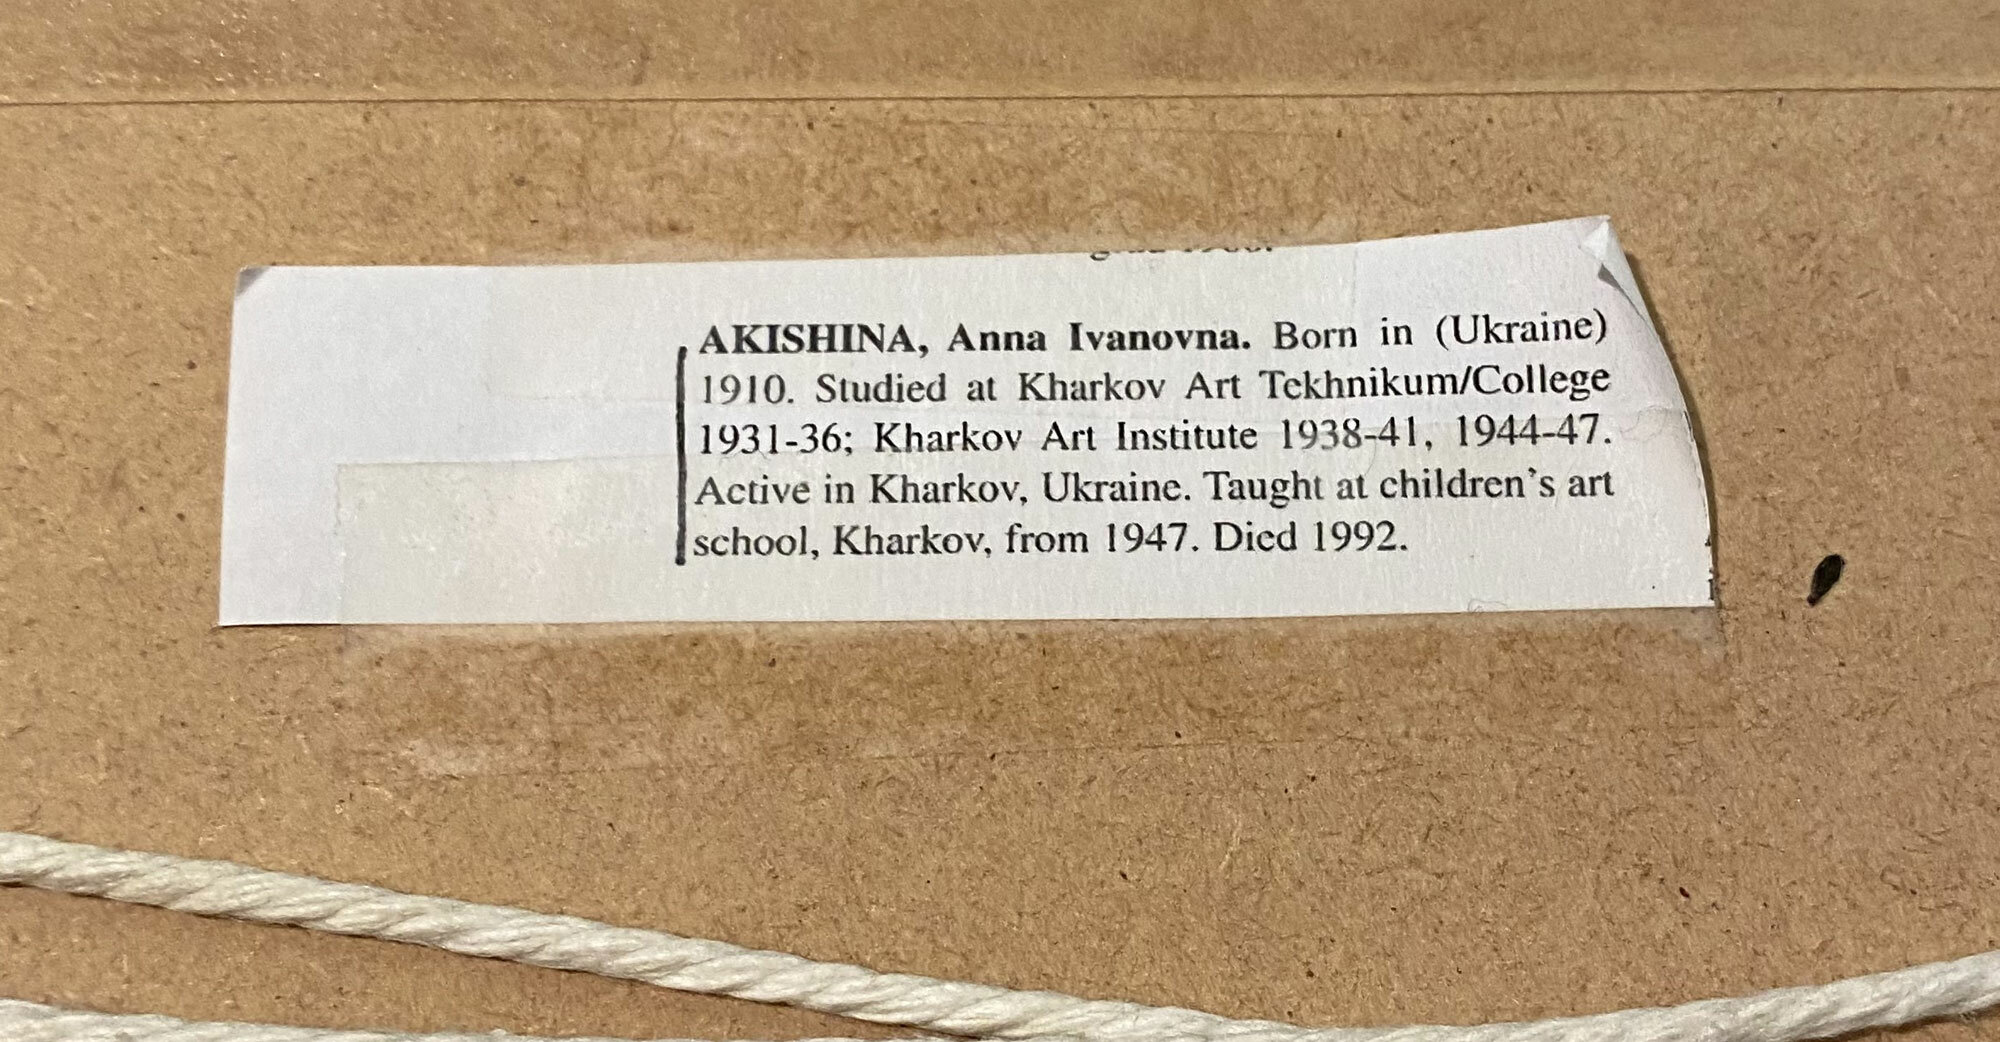 AKISHINA, Anna Ivanovna. Born in (Ukraine)
1910. Studied at Kharkov Art Tekhnikum/College
1931-36; Kharkov Art Institute 1938-41, 1944-47.
Active in Kharkov, Ukraine. Taught at children's art
school, Kharkov, from 1947. Died 1992.